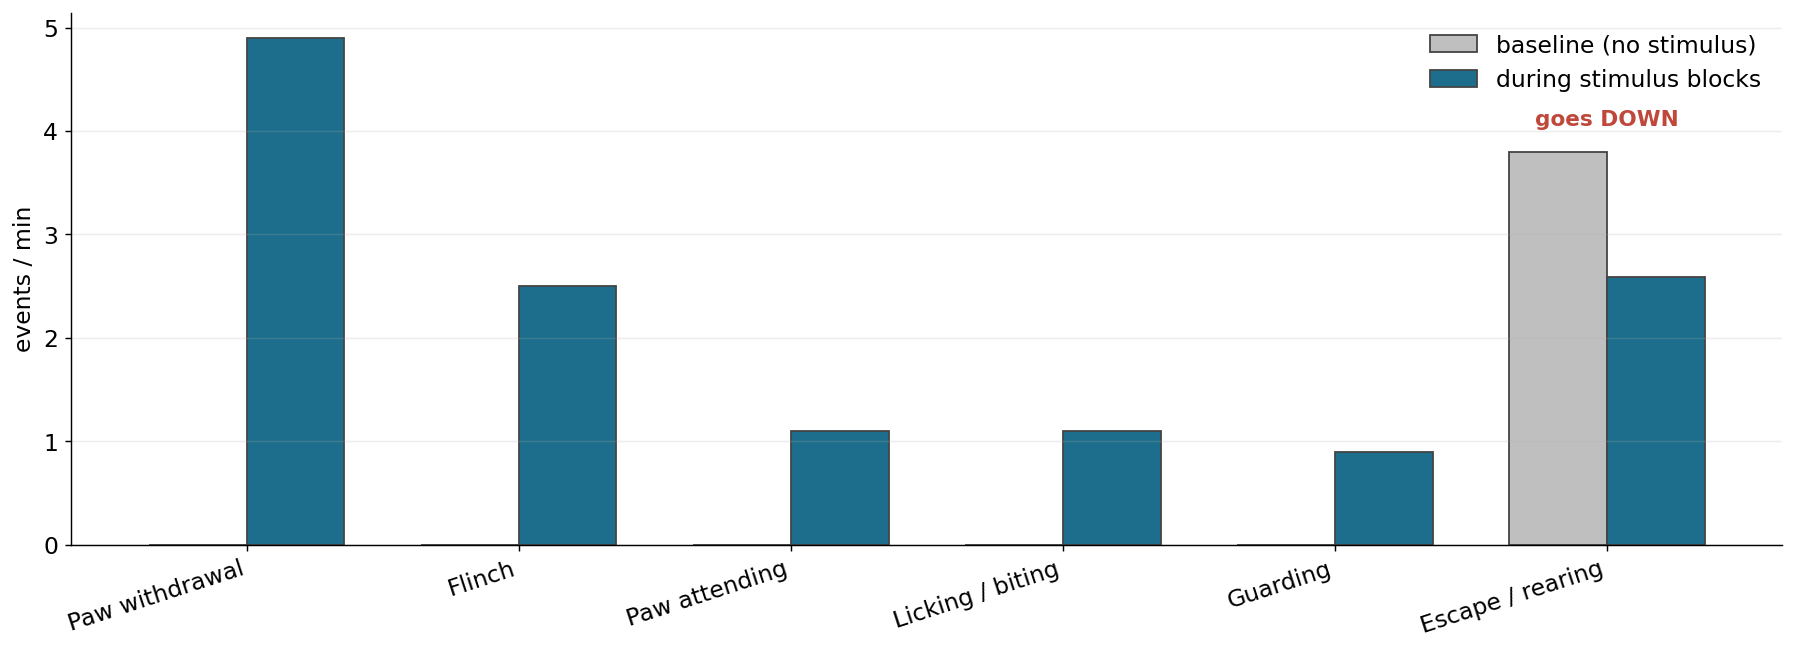 baseline (no stimulus)
during stimulus blocks
goes DOWN
events / min
5
4
3
2
1
0
Paw withdrawal
Flinch
Paw attending
Licking / biting
Guarding
Escape / rearing